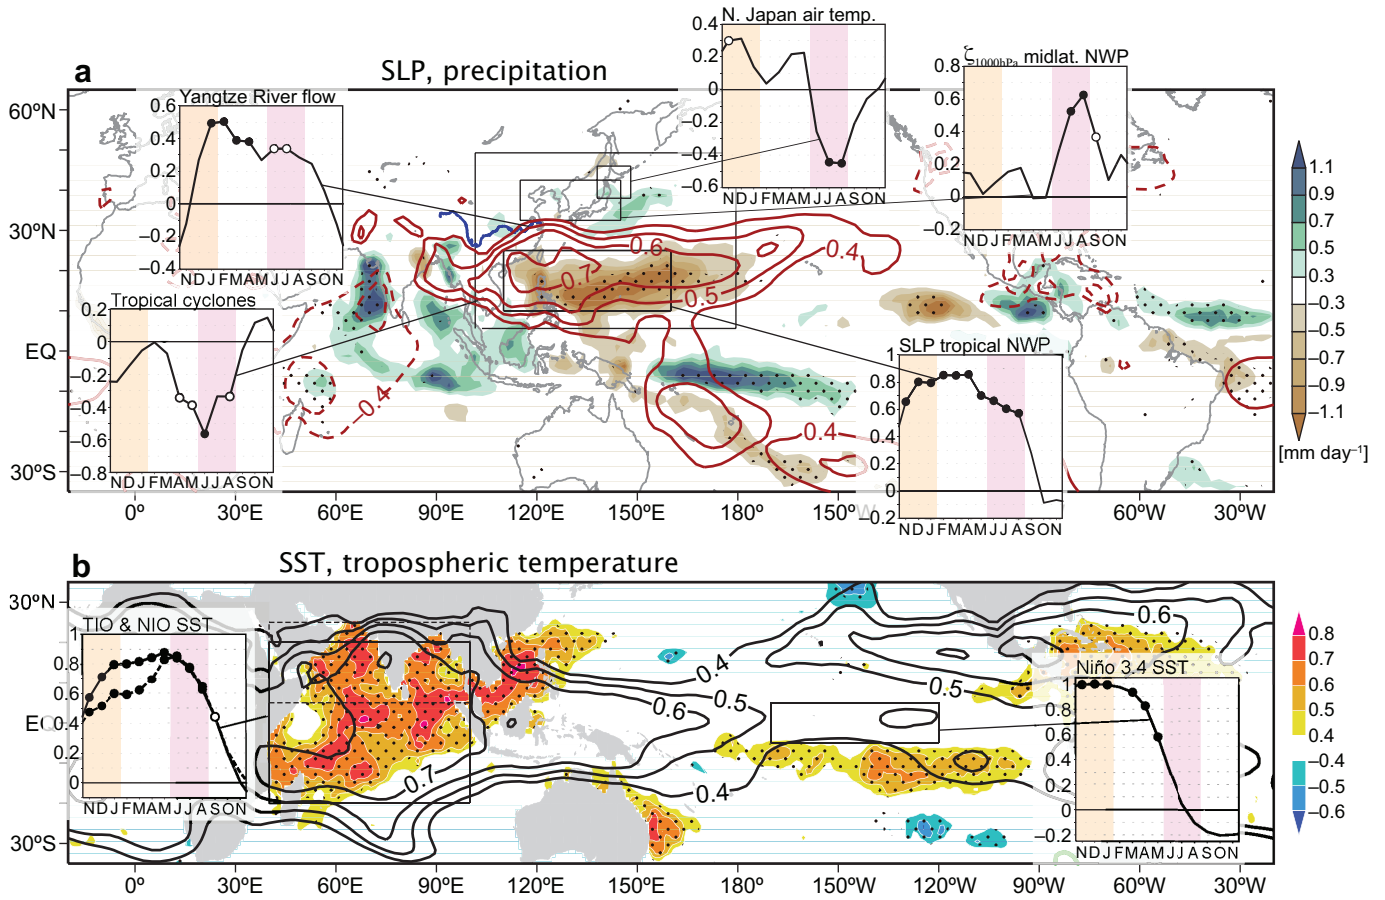 a
SLP, precipitation
N. Japan air temp.
0.4
0.2
0
−0.2
−0.4
−0.6
NDJFMAMJJASON
ζ1000hPa midlat. NWP
0.8
0.6
0.4
0.2
0
−0.2
NDJFMAMJJASON
Yangtze River flow
0.6
0.4
0.2
0
−0.4
NDJFMAMJJASON
Tropical cyclones
0.2
0
−0.4
−0.6
−0.8
NDJFMAMJJASON
SLP tropical NWP
1
0.8
0.6
0.4
0.2
0
−0.2
NDJFMAMJJASON
60ºN
30ºN
EQ
30ºS
0.6
0.7
0.5
0.4
−0.4
0.4
0º 30ºE 60ºE 90ºE 120ºE 150ºE 180º 150ºW 60ºW 30ºW
1.1
0.9
0.7
0.5
0.3
−0.3
−0.5
−0.7
−0.9
−1.1
[mm day−1]
b
SST, tropospheric temperature
TIO & NIO SST
1
0.8
0.6
0.4
0.2
0
NDJFMAMJJASON
Niño 3.4 SST
1
0.8
0.6
0.4
0.2
0
−0.2
NDJFMAMJJASON
30ºN
EQ
30ºS
0.4
0.5
0.6
0.7
0.4
0.6
0.5
0º 30ºE 60ºE 90ºE 120ºE 150ºE 180º 150ºW 120ºW 90ºW 60ºW 30ºW
0.8
0.7
0.6
0.5
0.4
−0.4
−0.5
−0.6